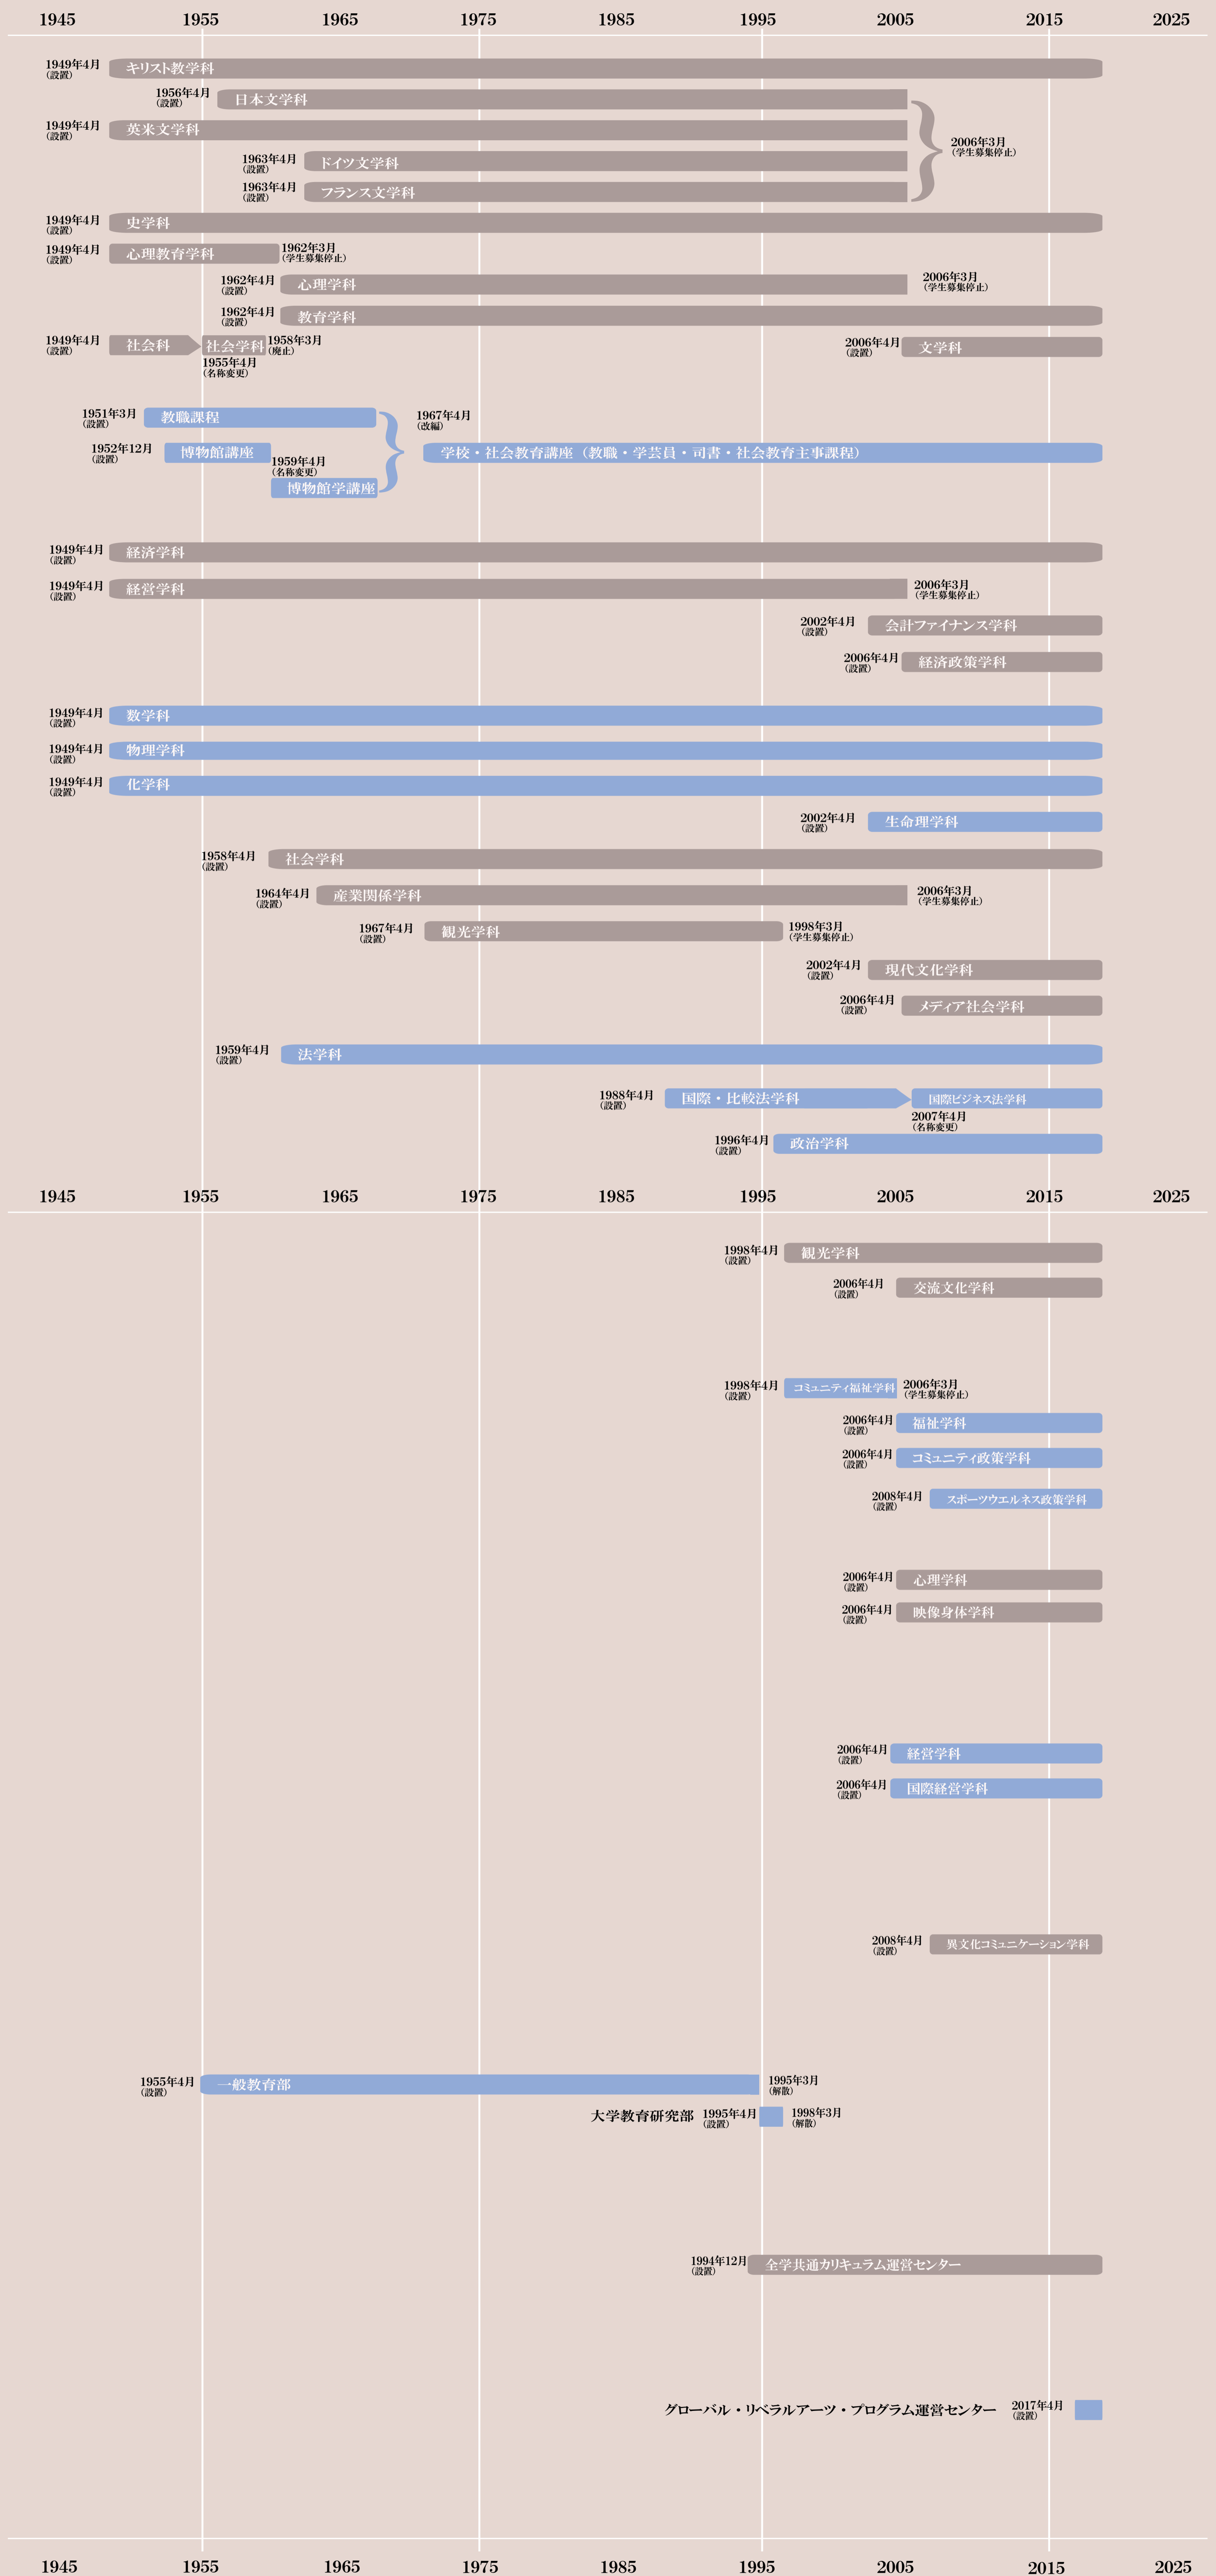 1945 1955 1965 1975 1985 1995 2005 2015 2025
1949年4月 キリスト教学科
(設置)
1956年4月 日本文学科
(設置)
1949年4月 英米文学科
(設置)
2006年3月
(学生募集停止)
1963年4月 ドイツ文学科
(設置)
1963年4月 フランス文学科
(設置)
1949年4月 史学科
(設置)
1949年4月 心理教育学科 1962年3月
(設置) (学生募集停止)
1962年4月 心理学科 2006年3月
(設置) (学生募集停止)
1962年4月 教育学科
(設置)
1949年4月 社会科 社会学科 1958年3月 2006年4月 文学科
(設置) (廃止) (設置)
1955年4月
(名称変更)
1951年3月 教職課程 1967年4月
(設置) (改編)
1952年12月 博物館講座 学校・社会教育講座（教職・学芸員・司書・社会教育主事課程）
(設置)
1959年4月
(名称変更)
博物館学講座
1949年4月 経済学科
(設置)
1949年4月 経営学科 2006年3月
(設置) (学生募集停止)
2002年4月 会計ファイナンス学科
(設置)
2006年4月 経済政策学科
(設置)
1949年4月 数学科
(設置)
1949年4月 物理学科
(設置)
1949年4月 化学科
(設置)
2002年4月 生命理学科
(設置)
1958年4月 社会学科
(設置)
1964年4月 産業関係学科 2006年3月
(設置) (学生募集停止)
1967年4月 観光学科 1998年3月
(設置) (学生募集停止)
2002年4月 現代文化学科
(設置)
2006年4月 メディア社会学科
(設置)
1959年4月 法学科
(設置)
1988年4月 国際・比較法学科 国際ビジネス法学科
(設置)
2007年4月
(名称変更)
1996年4月 政治学科
(設置)
1945 1955 1965 1975 1985 1995 2005 2015 2025
1998年4月 観光学科
(設置)
2006年4月 交流文化学科
(設置)
1998年4月 コミュニティ福祉学科 2006年3月
(設置) (学生募集停止)
2006年4月 福祉学科
(設置)
2006年4月 コミュニティ政策学科
(設置)
2008年4月 スポーツウエルネス政策学科
(設置)
2006年4月 心理学科
(設置)
2006年4月 映像身体学科
(設置)
2006年4月 経営学科
(設置)
2006年4月 国際経営学科
(設置)
2008年4月 異文化コミュニケーション学科
(設置)
1955年4月 一般教育部 1995年3月
(設置) (解散)
大学教育研究部 1995年4月 1998年3月
(設置) (解散)
1994年12月 全学共通カリキュラム運営センター
(設置)
グローバル・リベラルアーツ・プログラム運営センター 2017年4月
(設置)
1945 1955 1965 1975 1985 1995 2005 2015 2025